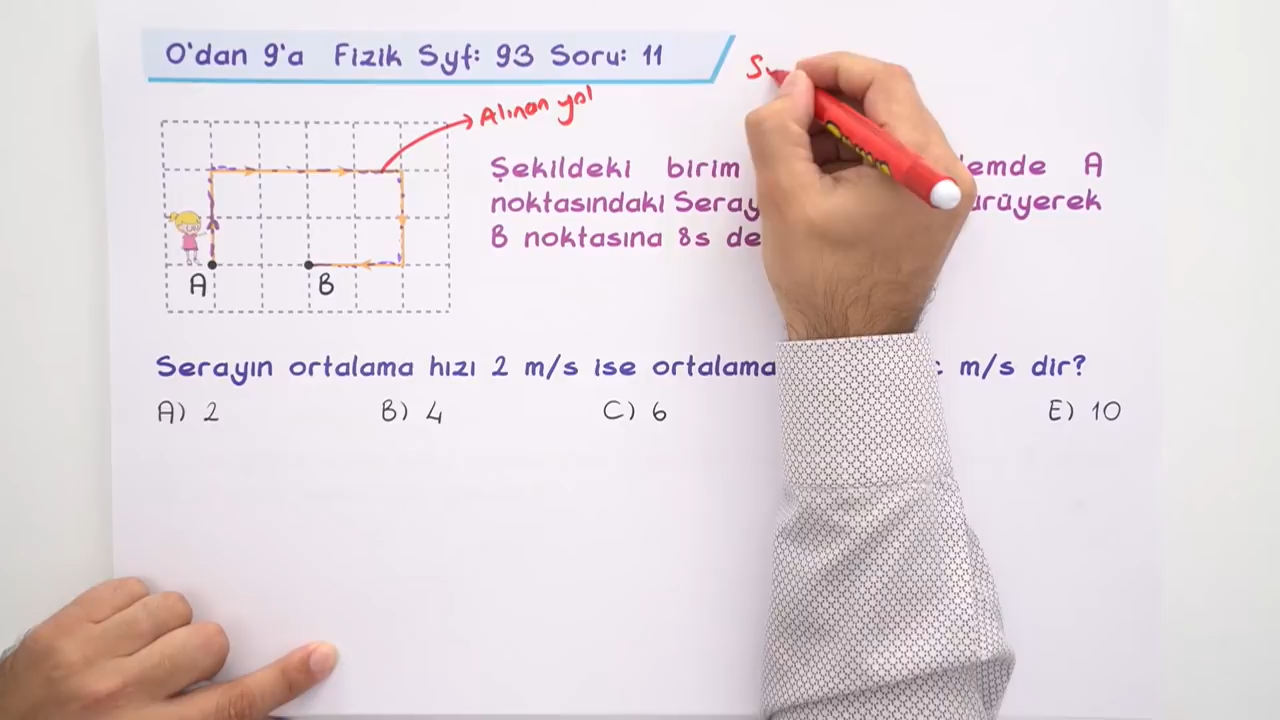 0'dan 9'a Fizik Syf: 93 Soru: 11
S
Alınan yol
Şekildeki birim emde A
noktasındaki Seray ürüyerek
B noktasına 8s de
A
B
Serayın ortalama hızı 2 m/s ise ortalama m/s dir?
A) 2 B) 4 C) 6 E) 10